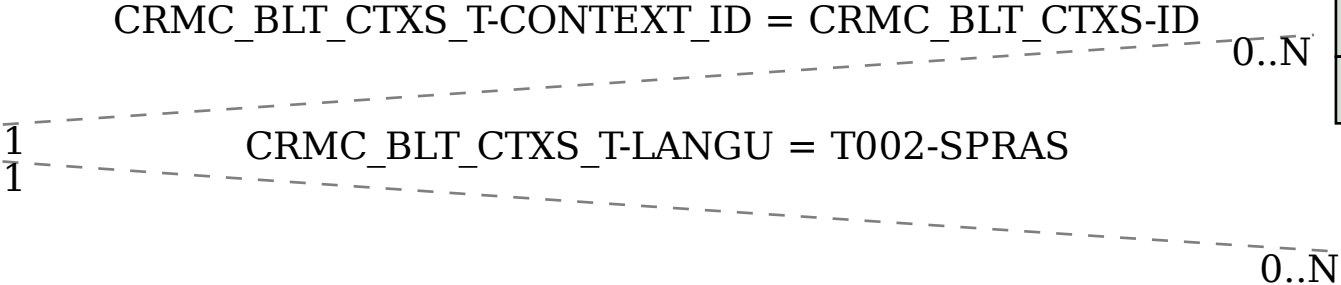 CRMC_BLT_CTXS_T-CONTEXT_ID = CRMC_BLT_CTXS-ID
0..N
1
CRMC_BLT_CTXS_T-LANGU = T002-SPRAS
1
0..N